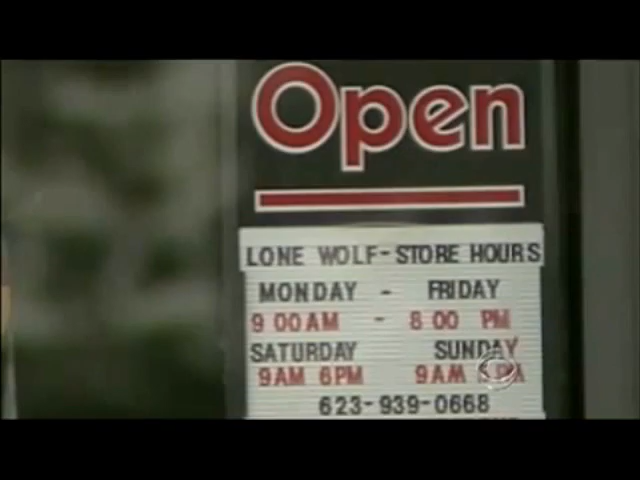 Open
LONE WOLF-STORE HOURS
MONDAY - FRIDAY
9 00 AM - 8 00 PM
SATURDAY SUNDAY
9AM 6PM 9AM
623-939-0668